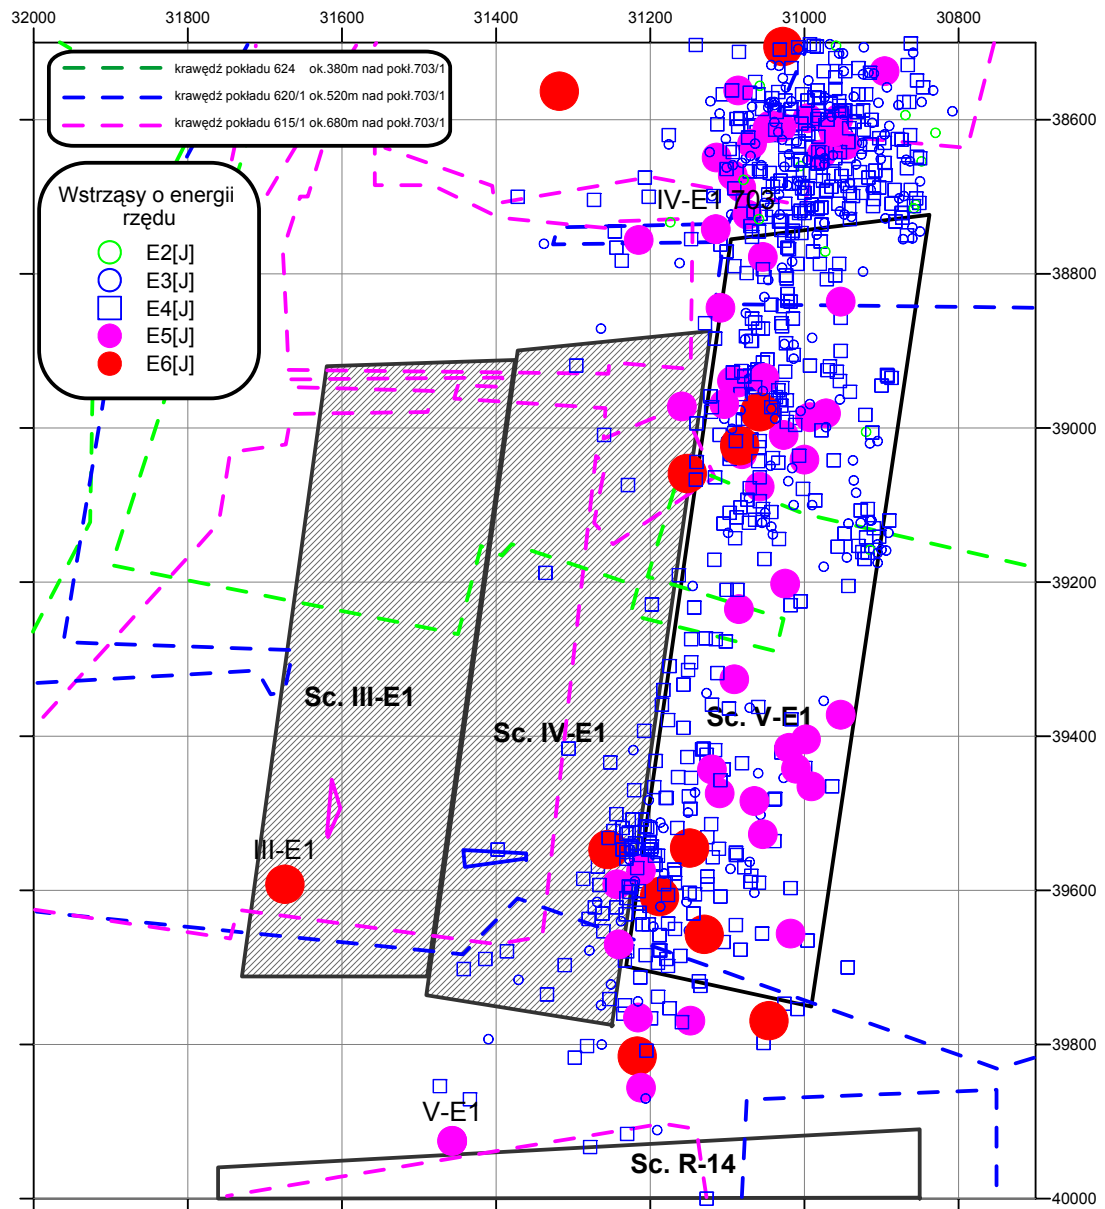 32000 31800 31600 31400 31200 31000 30800
krawędź pokładu 624 ok.380m nad pokł.703/1
krawędź pokładu 620/1 ok.520m nad pokł.703/1
krawędź pokładu 615/1 ok.680m nad pokł.703/1
38600
Wstrząsy o energii
rzędu
E2[J]
E3[J]
E4[J]
E5[J]
E6[J]
IV-E1 703
38800
39000
39200
Sc. III-E1
Sc. IV-E1
Sc. V-E1
39400
III-E1
39600
39800
V-E1
Sc. R-14
40000